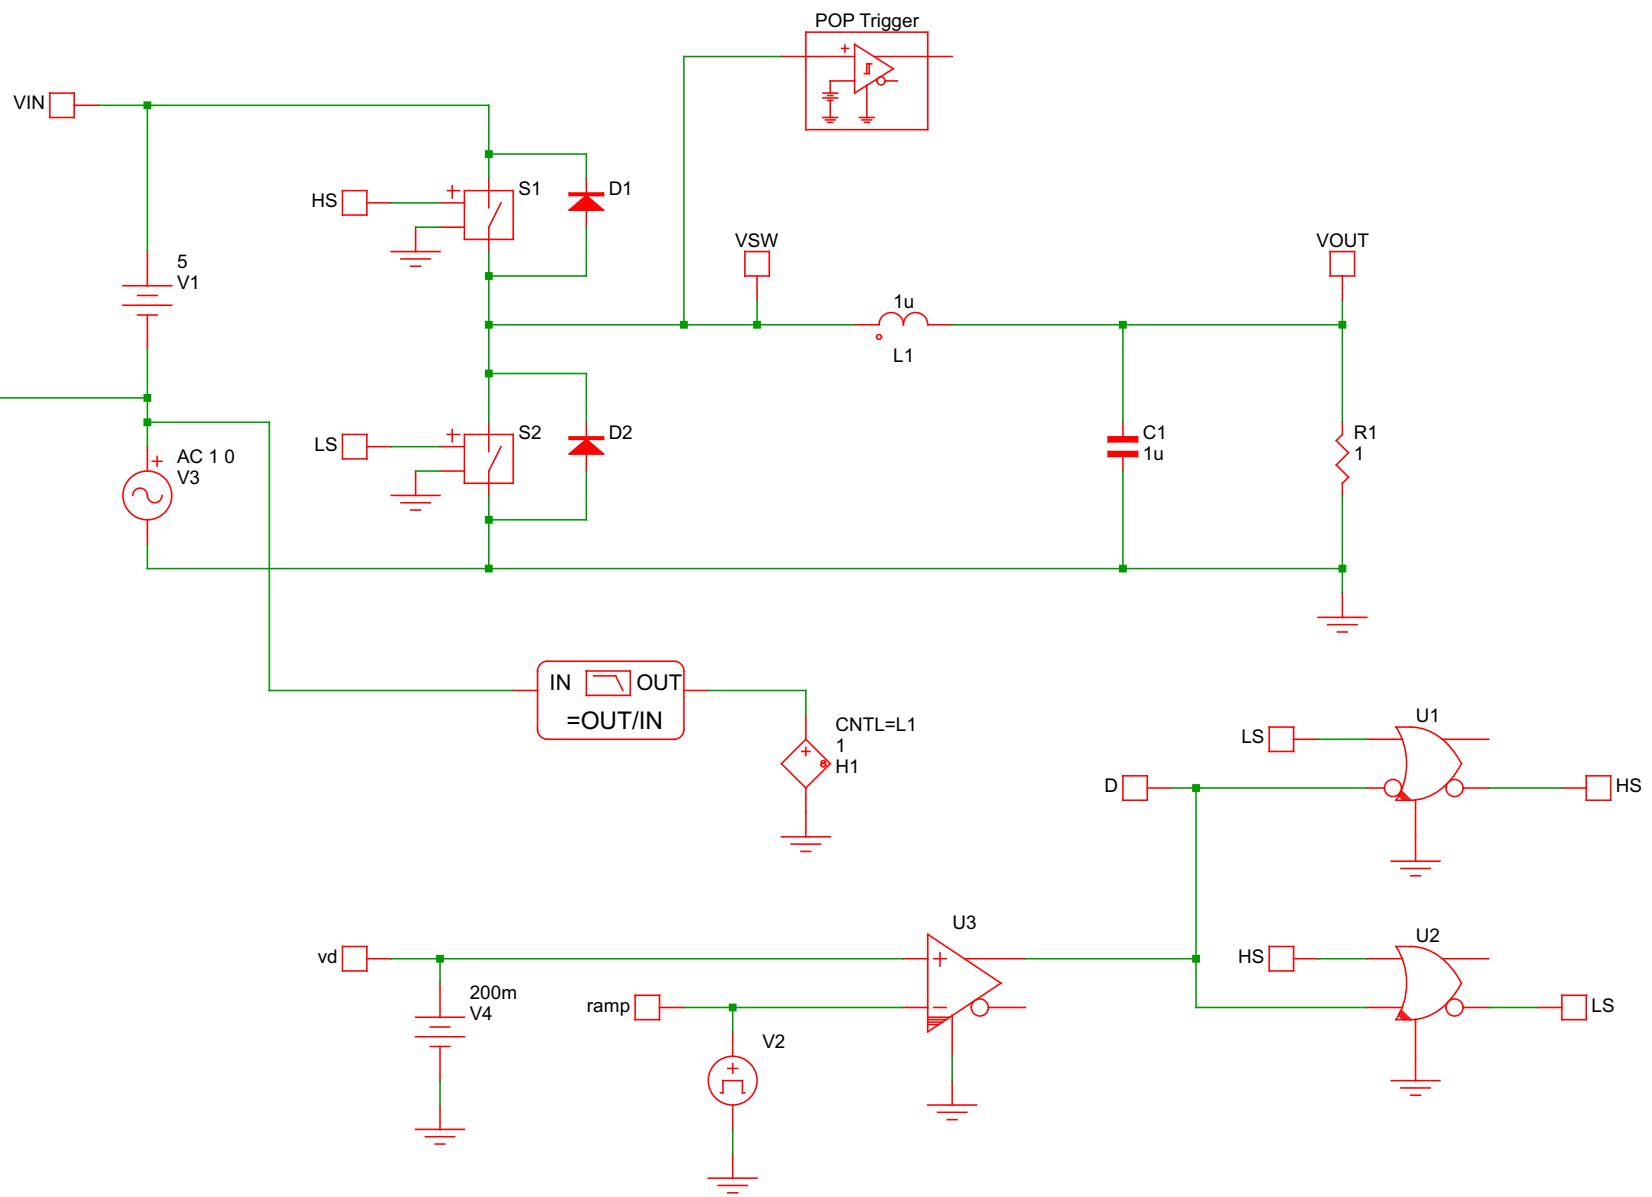 POP Trigger
VIN
HS
S1
D1
5
V1
VSW
VOUT
1u
L1
LS
S2
D2
AC 1 0
V3
C1
1u
R1
1
IN
OUT
=OUT/IN
CNTL=L1
1
H1
U1
LS
D
HS
vd
200m
V4
ramp
V2
U3
U2
HS
LS